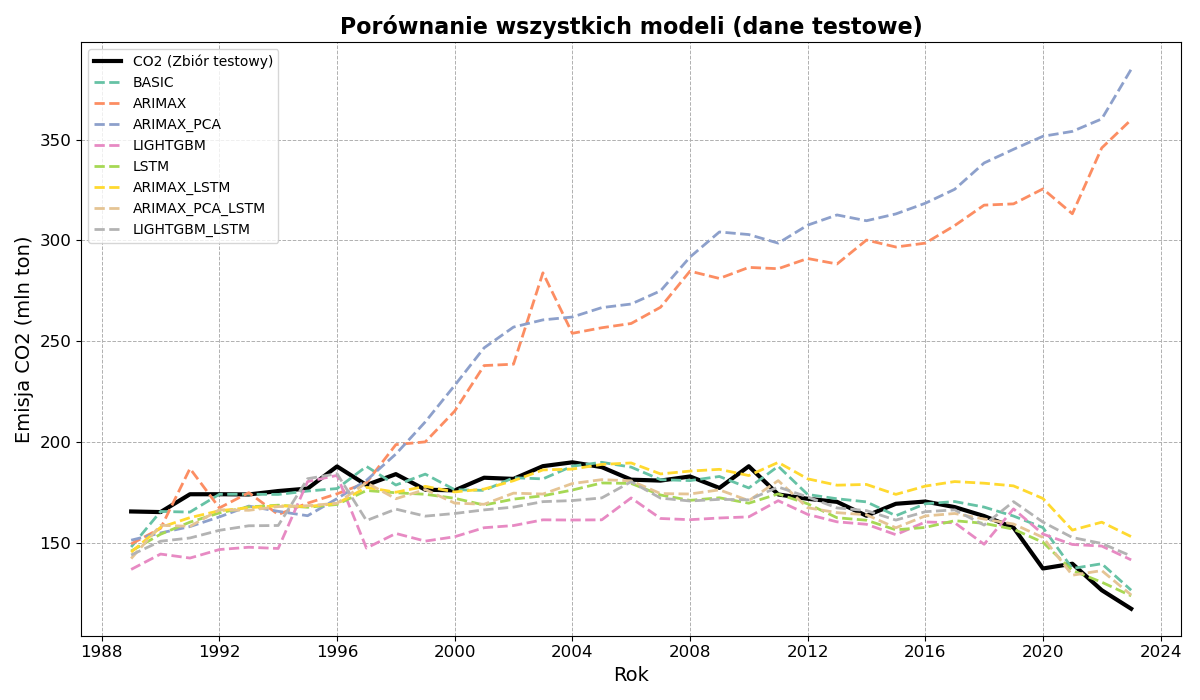 Porównanie wszystkich modeli (dane testowe)
CO2 (Zbiór testowy)
BASIC
ARIMAX
ARIMAX_PCA
LIGHTGBM
LSTM
ARIMAX_LSTM
ARIMAX_PCA_LSTM
LIGHTGBM_LSTM
Emisja CO2 (mln ton)
350
300
250
200
150
1988 1992 1996 2000 2004 2008 2012 2016 2020 2024
Rok